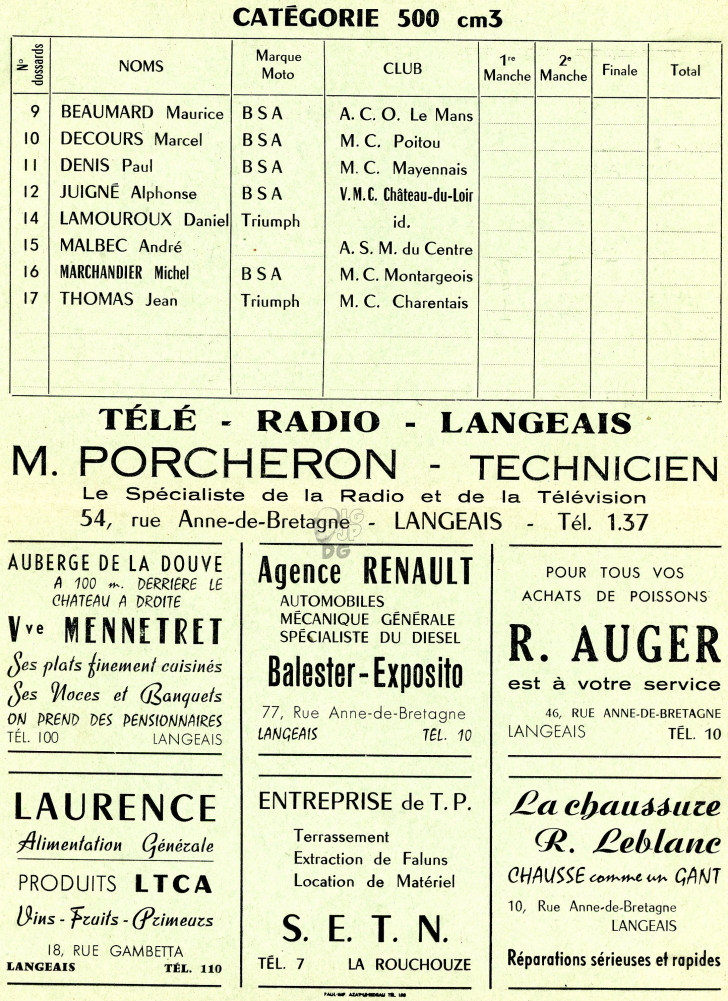 CATÉGORIE 500 cm3
N° dossards NOMS Marque Moto CLUB 1re Manche 2e Manche Finale Total
9 BEAUMARD Maurice B S A A. C. O. Le Mans
10 DECOURS Marcel B S A M. C. Poitou
11 DENIS Paul B S A M. C. Mayennais
12 JUIGNÉ Alphonse B S A V. M. C. Château-du-Loir
14 LAMOUROUX Daniel Triumph id.
15 MALBEC André A. S. M. du Centre
16 MARCHANDIER Michel B S A M. C. Montargeois
17 THOMAS Jean Triumph M. C. Charentais
TÉLÉ - RADIO - LANGEAIS
M. PORCHERON - TECHNICIEN
Le Spécialiste de la Radio et de la Télévision
54, rue Anne-de-Bretagne - LANGEAIS - Tél. 1.37
AUBERGE DE LA DOUVE
A 100 m. DERRIERE LE
CHATEAU A DROITE
Vve MENNETRET
Ses plats finement cuisinés
Ses Noces et Banquets
ON PREND DES PENSIONNAIRES
TÉL. 100 LANGEAIS
Agence RENAULT
AUTOMOBILES
MÉCANIQUE GÉNÉRALE
SPÉCIALISTE DU DIESEL
Balester-Exposito
77, Rue Anne-de-Bretagne
LANGEAIS TÉL. 10
POUR TOUS VOS
ACHATS DE POISSONS
R. AUGER
est à votre service
46, RUE ANNE-DE-BRETAGNE
LANGEAIS TÉL. 10
LAURENCE
Alimentation Générale
PRODUITS LTCA
Vins - Fruits - Primeurs
18, RUE GAMBETTA
LANGEAIS TÉL. 110
ENTREPRISE de T. P.
Terrassement
Extraction de Faluns
Location de Matériel
S. E. T. N.
TÉL. 7 LA ROUCHOUZE
La chaussure
R. Leblanc
CHAUSSE comme un GANT
10, Rue Anne-de-Bretagne
LANGEAIS
Réparations sérieuses et rapides